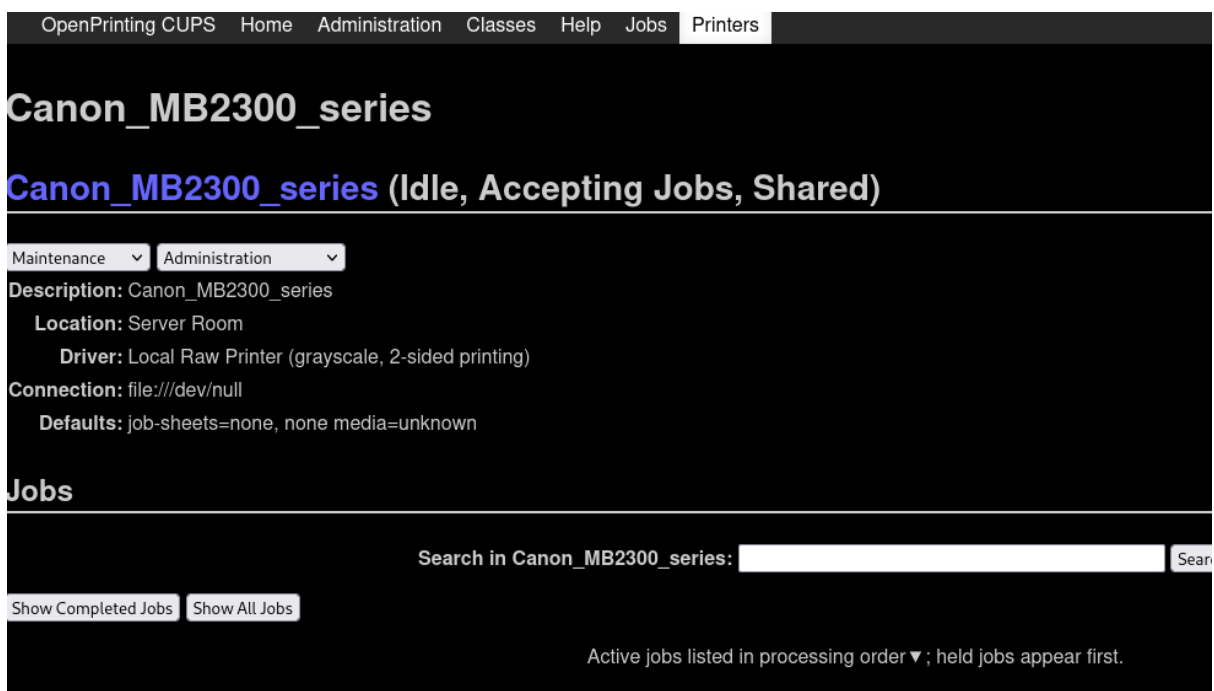 OpenPrinting CUPS Home Administration Classes Help Jobs Printers
Canon_MB2300_series
Canon_MB2300_series (Idle, Accepting Jobs, Shared)
Maintenance Administration
Description: Canon_MB2300_series
Location: Server Room
Driver: Local Raw Printer (grayscale, 2-sided printing)
Connection: file:///dev/null
Defaults: job-sheets=none, none media=unknown
Jobs
Search in Canon_MB2300_series: Sear
Show Completed Jobs Show All Jobs
Active jobs listed in processing order▼; held jobs appear first.